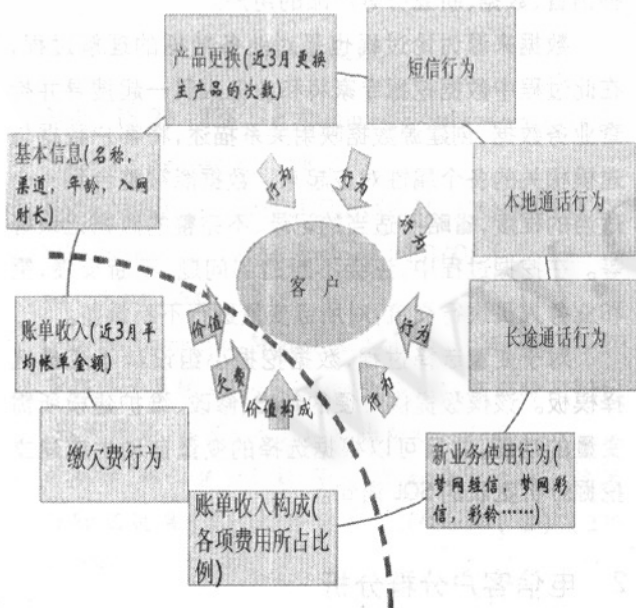 产品更换(近3月更换
主产品的次数)
短信行为
基本信息(名称,
渠道, 年龄, 入网
时长)
行为
行为
行为
本地通话行为
客户
账单收入(近3月平
均帐单金额)
价值
欠费
价值构成
行为
行为
长途通话行为
缴欠费行为
账单收入构成(
各项费用所占比
例)
新业务使用行为(
梦网短信, 梦网彩
信, 彩铃……)